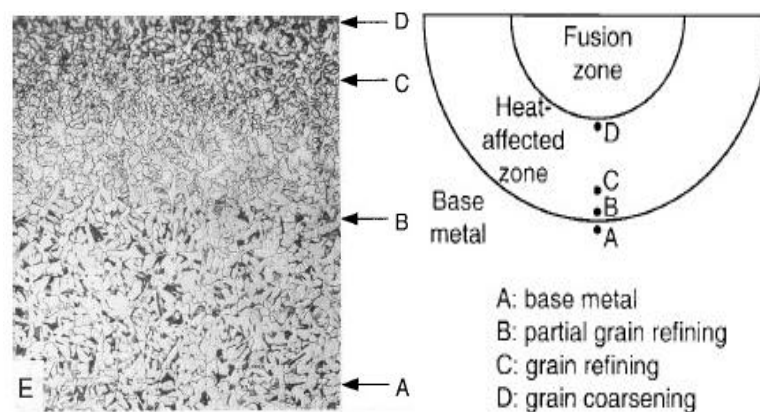 D
C
B
A
E
Fusion
zone
Heat-
affected
zone
D
C
B
A
Base
metal
A: base metal
B: partial grain refining
C: grain refining
D: grain coarsening